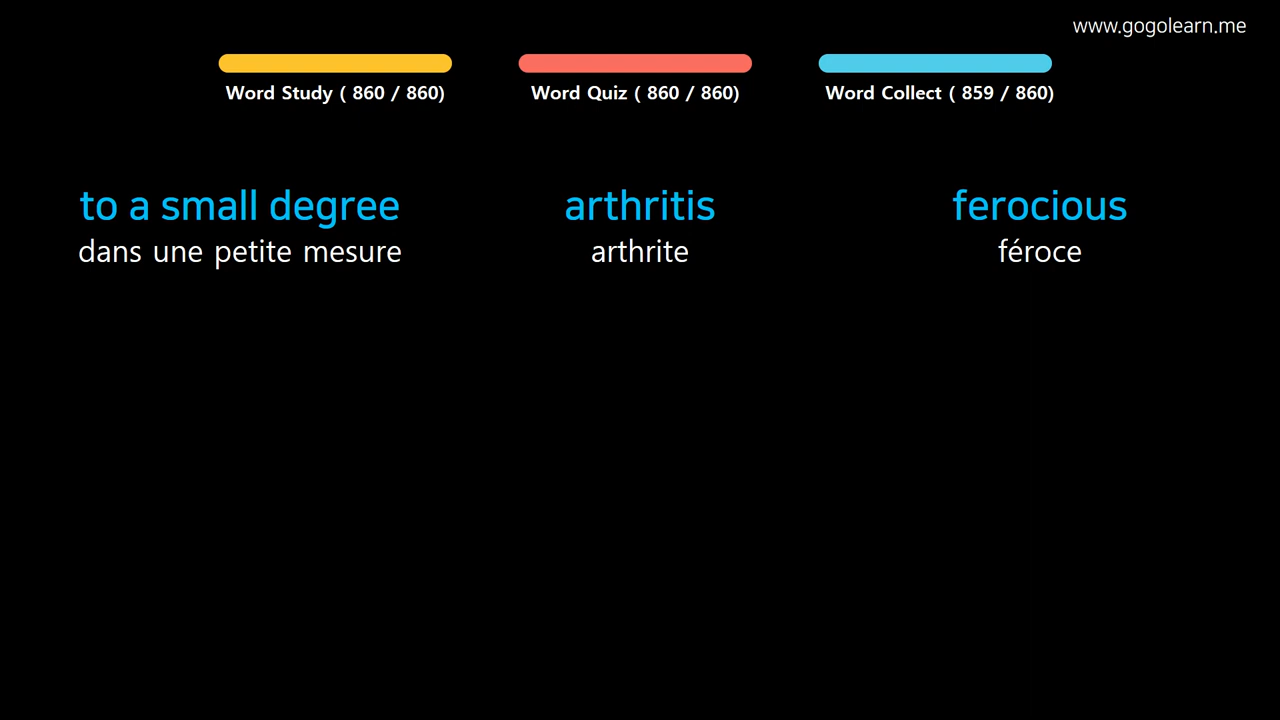 www.gogolearn.me
Word Study ( 860 / 860)
Word Quiz ( 860 / 860)
Word Collect ( 859 / 860)
to a small degree
dans une petite mesure
arthritis
arthrite
ferocious
féroce